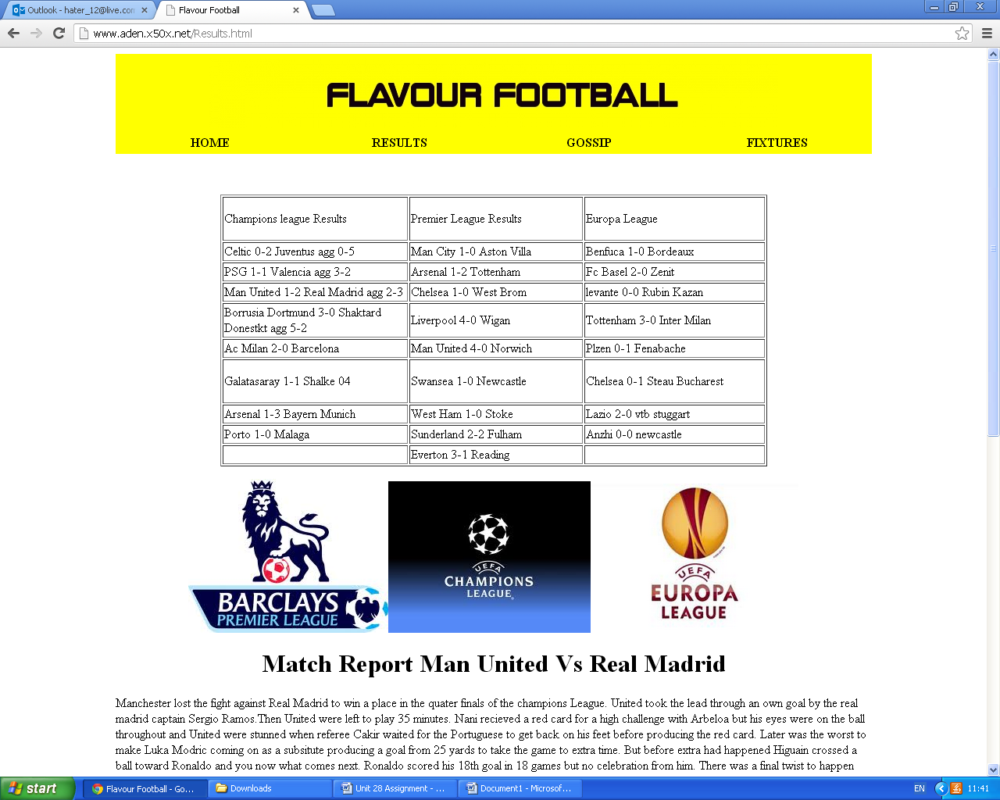 Outlook - hater_12@live.con
Flavour Football
www.aden.x50x.net/Results.html
FLAVOUR FOOTBALL
HOME RESULTS GOSSIP FIXTURES
Champions league Results Premier League Results Europa League
Celtic 0-2 Juventus agg 0-5 Man City 1-0 Aston Villa Benfuca 1-0 Bordeaux
PSG 1-1 Valencia agg 3-2 Arsenal 1-2 Tottenham Fc Basel 2-0 Zenit
Man United 1-2 Real Madrid agg 2-3 Chelsea 1-0 West Brom levante 0-0 Rubin Kazan
Borrusia Dortmund 3-0 Shaktard
Donestkt agg 5-2 Liverpool 4-0 Wigan Tottenham 3-0 Inter Milan
Ac Milan 2-0 Barcelona Man United 4-0 Norwich Plzen 0-1 Fenabache
Galatasaray 1-1 Shalke 04 Swansea 1-0 Newcastle Chelsea 0-1 Steau Bucharest
Arsenal 1-3 Bayern Munich West Ham 1-0 Stoke Lazio 2-0 vtb stuggart
Porto 1-0 Malaga Sunderland 2-2 Fulham Anzhi 0-0 newcastle
Everton 3-1 Reading
BARCLAYS
PREMIER LEAGUE
UEFA
CHAMPIONS
LEAGUE
UEFA
EUROPA
LEAGUE
Match Report Man United Vs Real Madrid
Manchester lost the fight against Real Madrid to win a place in the quater finals of the champions League. United took the lead through an own goal by the real
madrid captain Sergio Ramos.Then United were left to play 35 minutes. Nani recieved a red card for a high challenge with Arbeloa but his eyes were on the ball
throughout and United were stunned when referee Cakir waited for the Portuguese to get back on his feet before producing the red card. Later was the worst to
make Luka Modric coming on as a subsitute producing a goal from 25 yards to take the game to extra time. But before extra had happened Higuain crossed a
ball toward Ronaldo and you now what comes next. Ronaldo scored his 18th goal in 18 games but no celebration from him. There was a final twist to happen
start Flavour Football - Go... Downloads Unit 28 Assignment - ... Document1 - Microsof... EN 11:41